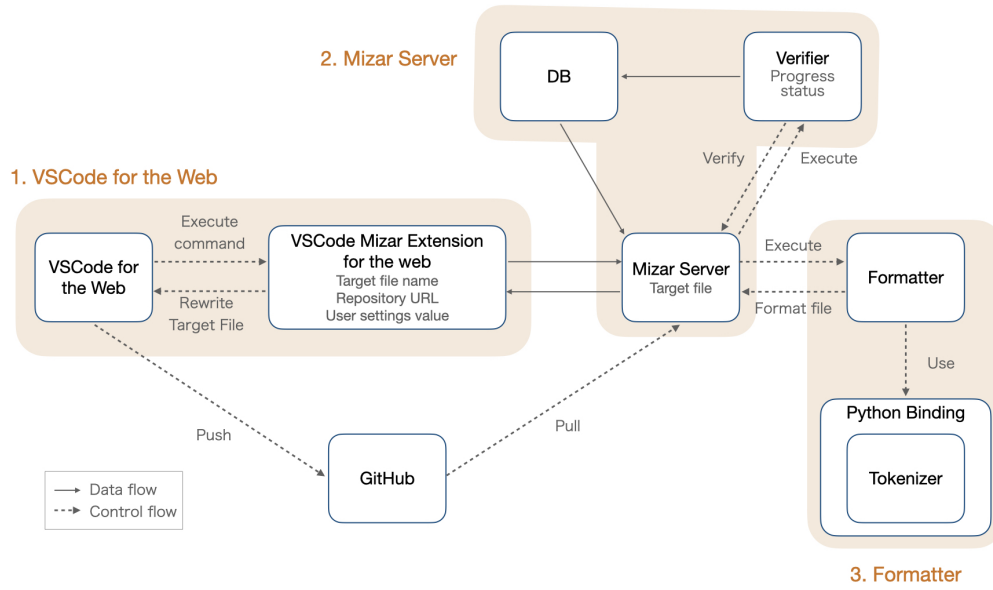 2. Mizar Server
DB
Verifier
Progress
status
Verify
Execute
1. VSCode for the Web
Execute
command
VSCode for
the Web
Rewrite
Target File
VSCode Mizar Extension
for the web
Target file name
Repository URL
User settings value
Mizar Server
Target file
Execute
Format file
Formatter
Use
Python Binding
Tokenizer
Push
Pull
GitHub
Data flow
Control flow
3. Formatter